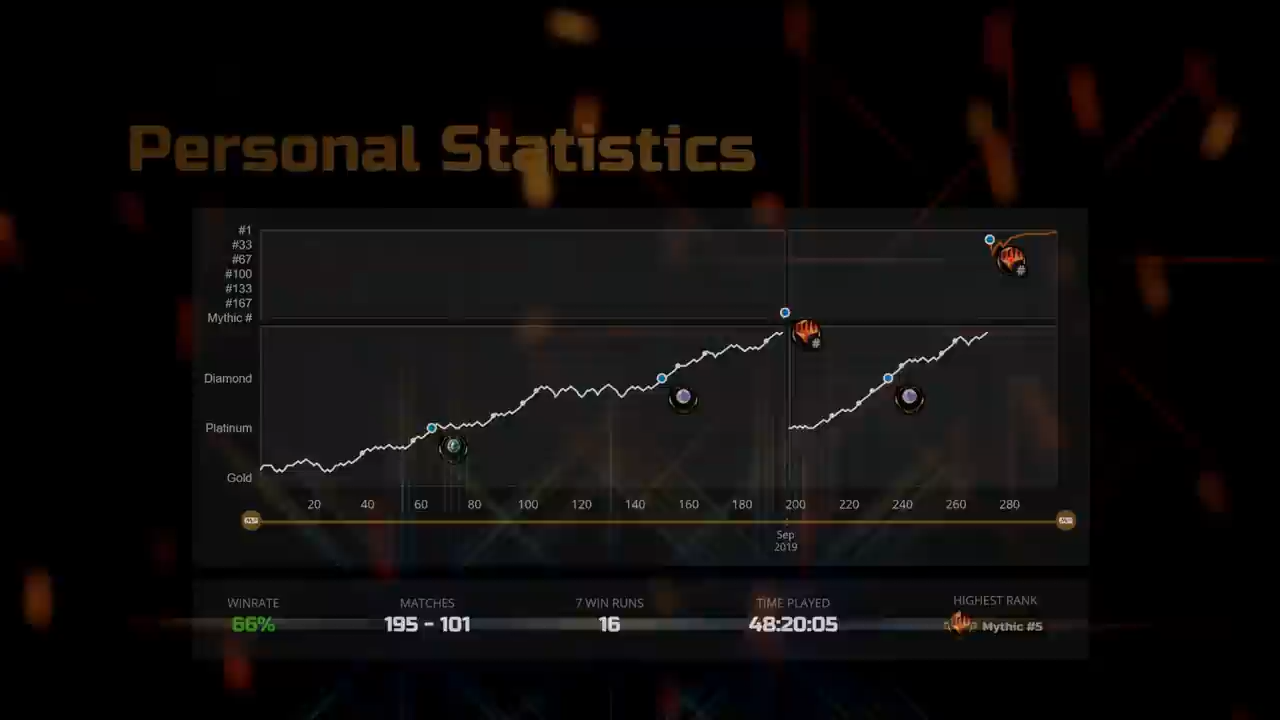 Personal Statistics
#1
#33
#67
#100
#133
#167
Mythic #
Diamond
Platinum
Gold
#
#
20 40 60 80 100 120 140 160 180 200 220 240 260 280
Sep
2019
WINRATE MATCHES 7 WIN RUNS TIME PLAYED HIGHEST RANK
66% 195 - 101 16 48:20:05 Mythic #5